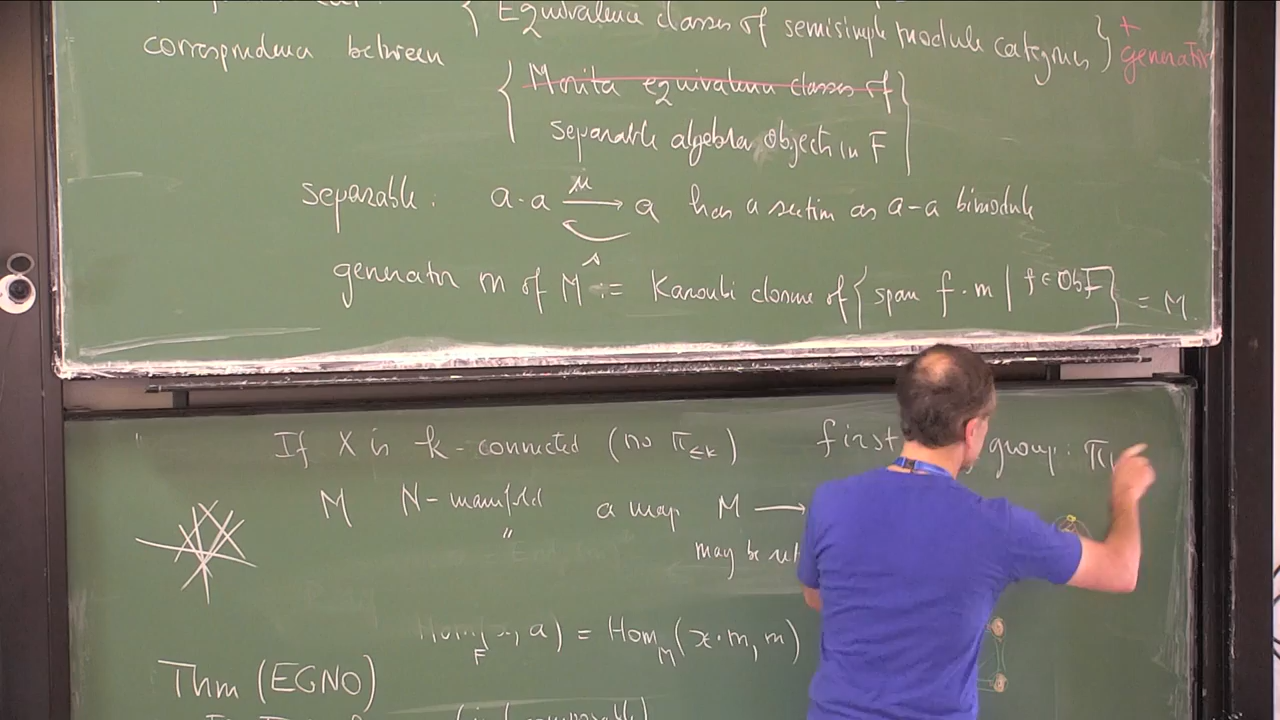 { Equivalence classes of semisimple module categories } + generator
correspondence between
{ Morita equivalence classes of
separable algebra object in F }
separable: a·a →μ a has a section as a-a bimodule
s
generator m of M := Karoubi closure of { span f·m | f ∈ Ob F } = M
If X is k-connected (no π≤k) first group: π
M N-manifold a map M →
"
may be
Hom_F( , a) = Hom_M(x·m, m)
Thm (EGNO)